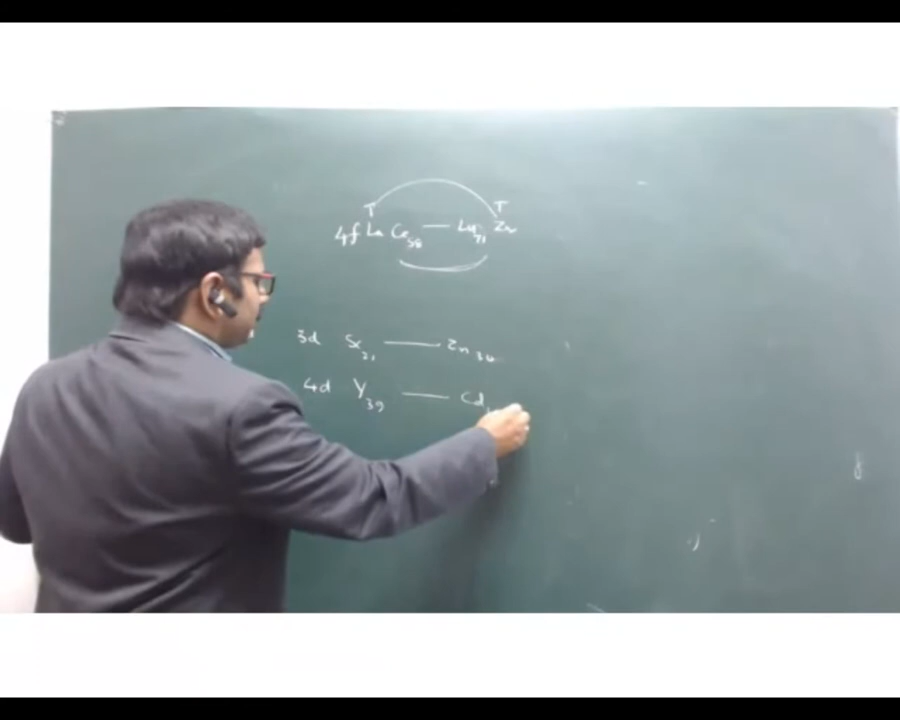 T T
4f La Ce58 — Lu71 Zn
3d Sc21 — Zn30
4d Y39 — Cd